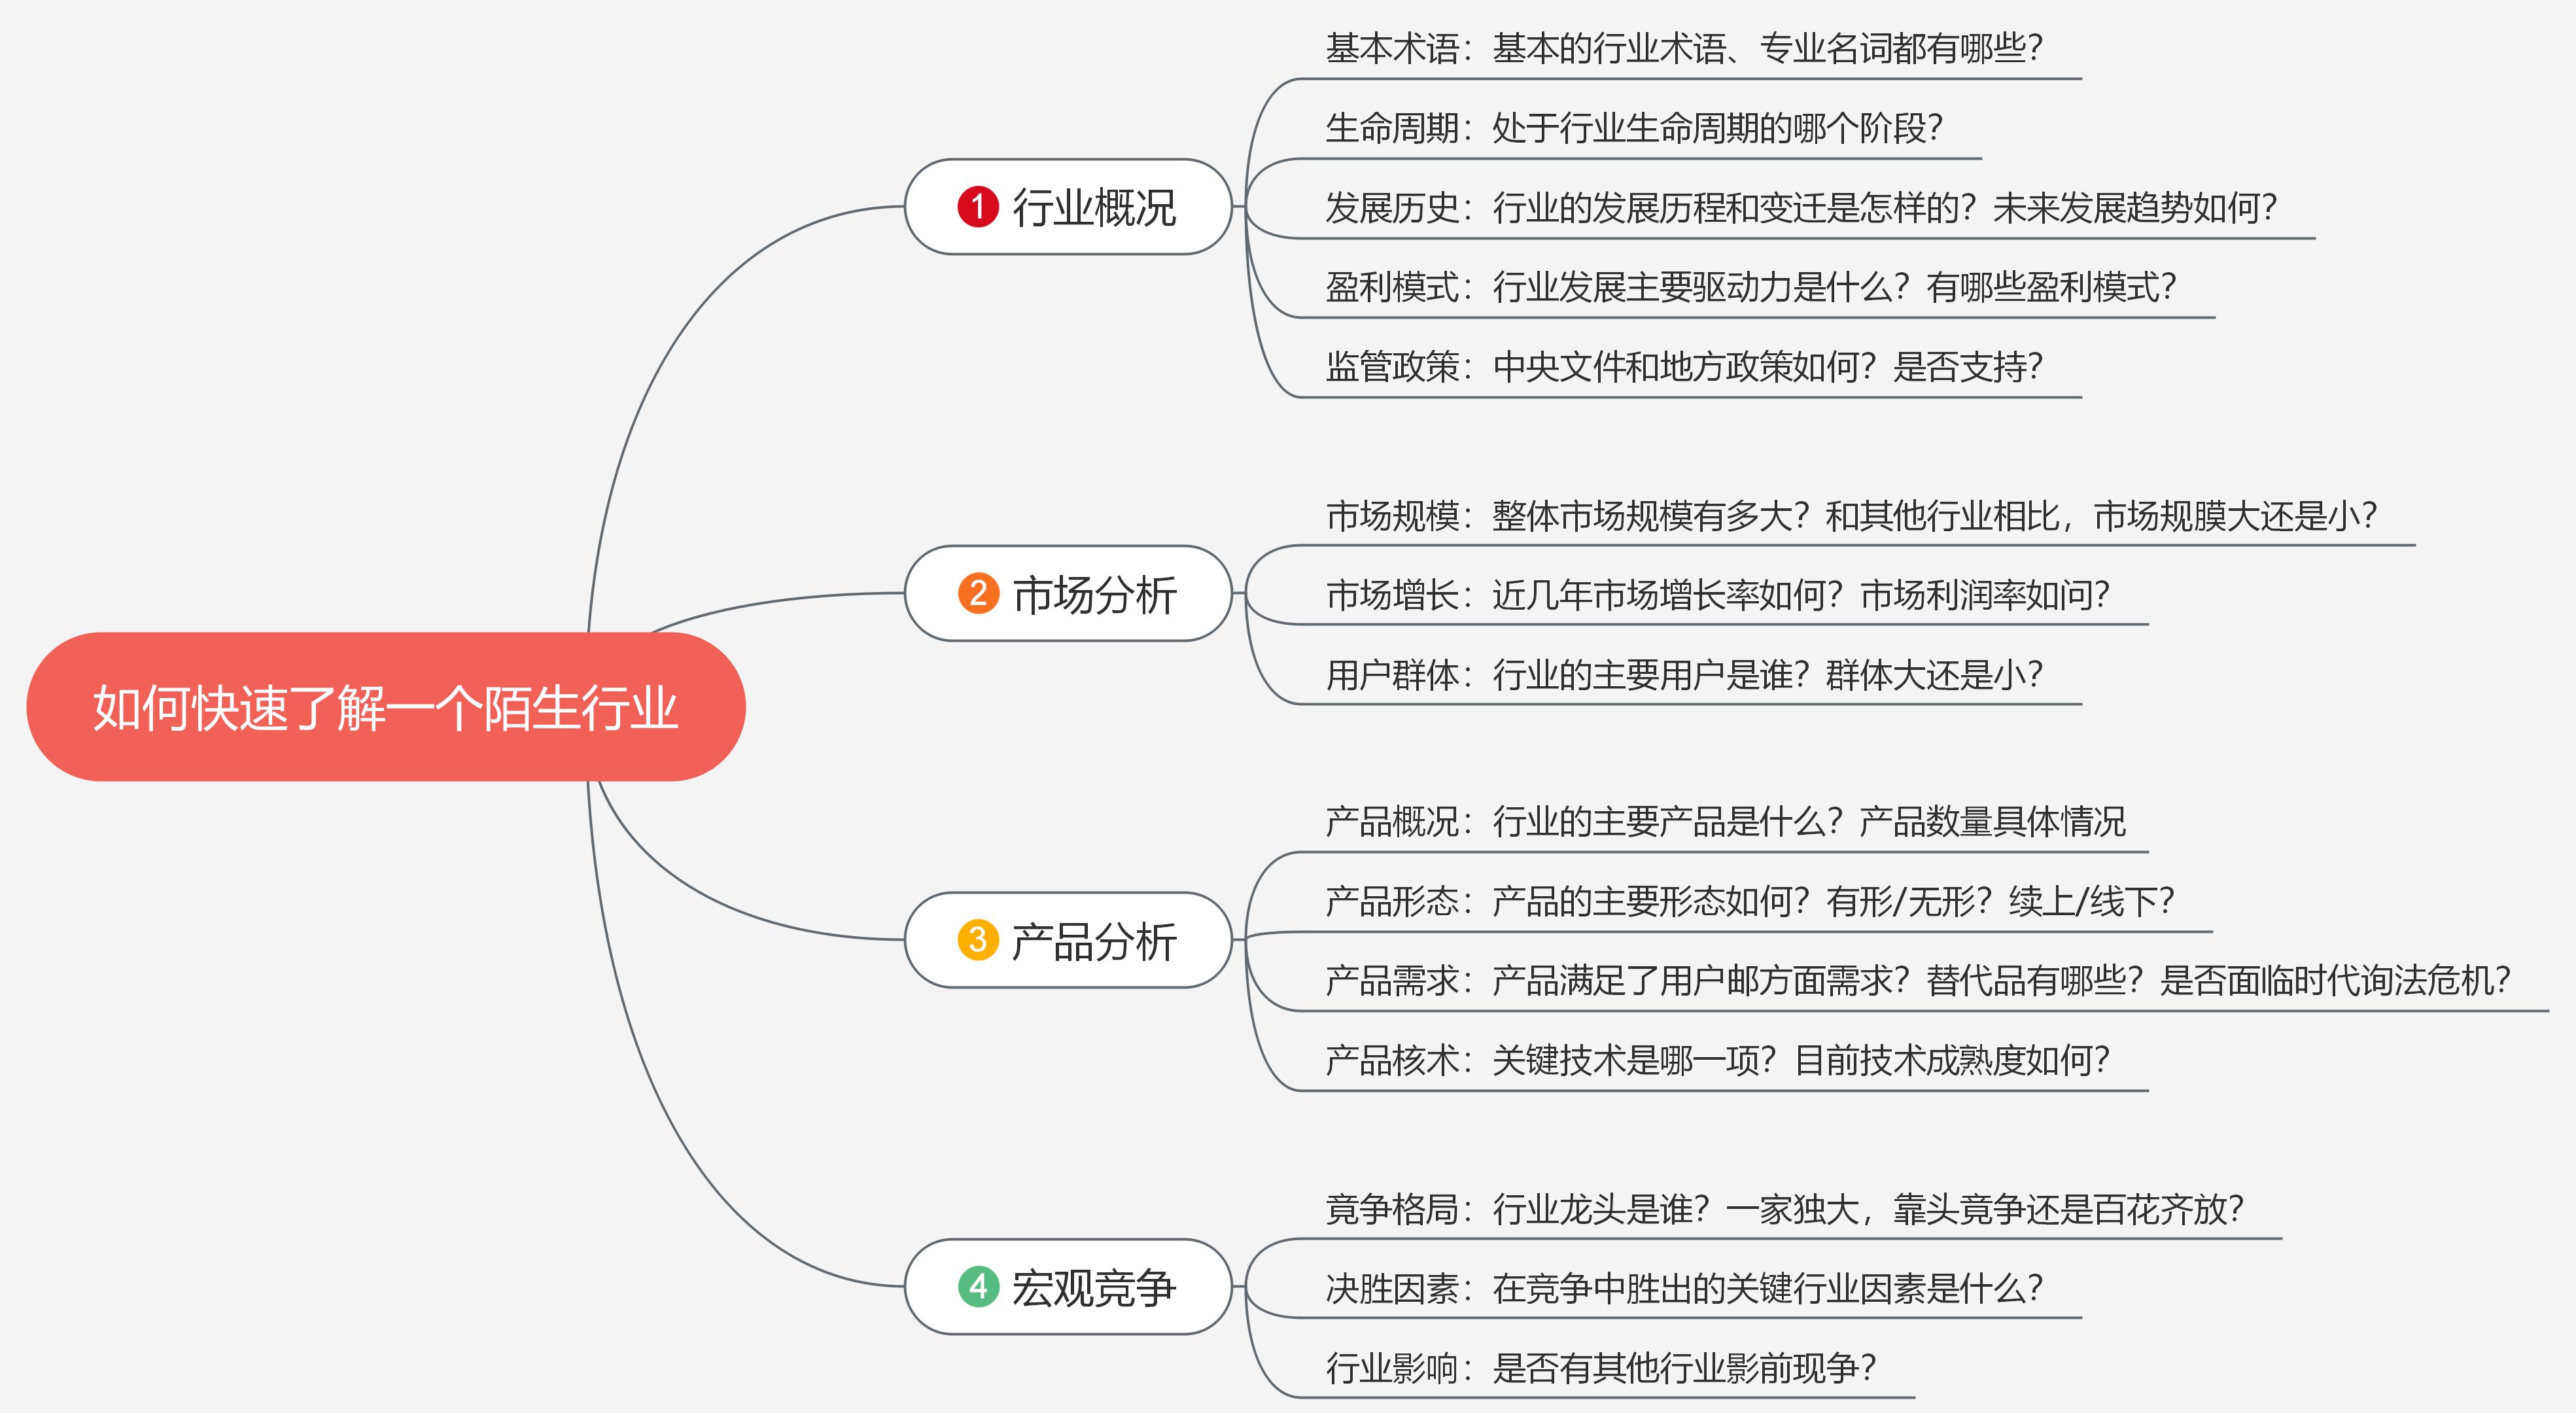 如何快速了解一个陌生行业
1 行业概况
基本术语：基本的行业术语、专业名词都有哪些？
生命周期：处于行业生命周期的哪个阶段？
发展历史：行业的发展历程和变迁是怎样的？未来发展趋势如何？
盈利模式：行业发展主要驱动力是什么？有哪些盈利模式？
监管政策：中央文件和地方政策如何？是否支持？
2 市场分析
市场规模：整体市场规模有多大？和其他行业相比，市场规膜大还是小？
市场增长：近几年市场增长率如何？市场利润率如问？
用户群体：行业的主要用户是谁？群体大还是小？
3 产品分析
产品概况：行业的主要产品是什么？产品数量具体情况
产品形态：产品的主要形态如何？有形/无形？续上/线下？
产品需求：产品满足了用户邮方面需求？替代品有哪些？是否面临时代询法危机？
产品核术：关键技术是哪一项？目前技术成熟度如何？
4 宏观竞争
竟争格局：行业龙头是谁？一家独大，靠头竟争还是百花齐放？
决胜因素：在竞争中胜出的关键行业因素是什么？
行业影响：是否有其他行业影前现争？